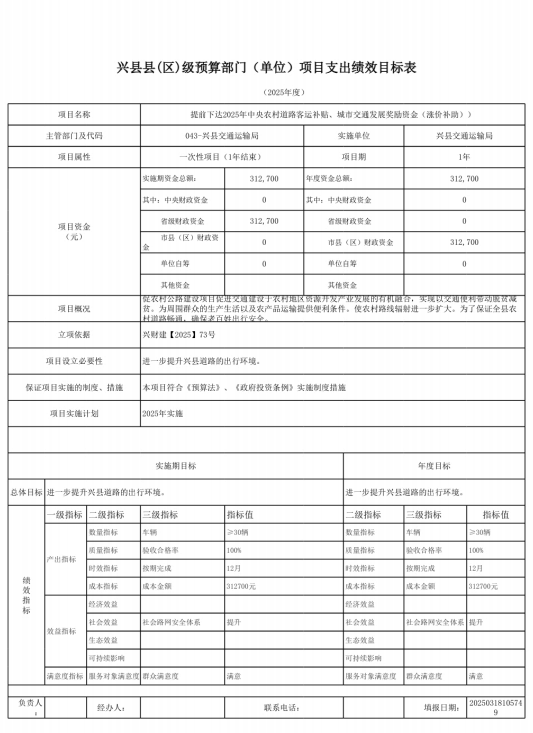 兴县县(区)级预算部门（单位）项目支出绩效目标表
（2025年度）
项目名称 提前下达2025年中央农村道路客运补贴、城市交通发展奖励资金（涨价补助））
主管部门及代码 043-兴县交通运输局 实施单位 兴县交通运输局
项目属性 一次性项目（1年结束） 项目期 1年
项目资金
（元）
实施期资金总额： 312,700 年度资金总额： 312,700
其中：中央财政资金 0 其中：中央财政资金 0
省级财政资金 312,700 省级财政资金 0
市县（区）财政资
金 0 市县（区）财政资金 312,700
单位自筹 0 单位自筹 0
其他资金 其他资金
项目概况
促农村公路建设项目促进交通建设于农村地区资源开发产业发展的有机融合，实现以交通便利带动脱贫减
贫。为周围群众的生产生活以及农产品运输提供便利条件。使农村路线辐射进一步扩大。为了保证全县农
村道路畅通，确保老百姓出行安全。
立项依据 兴财建【2025】73号
项目设立必要性 进一步提升兴县道路的出行环境。
保证项目实施的制度、措施 本项目符合《预算法》、《政府投资条例》实施制度措施
项目实施计划 2025年实施
实施期目标 年度目标
总体目标 进一步提升兴县道路的出行环境。 进一步提升兴县道路的出行环境。
绩效指标
一级指标 二级指标 三级指标 指标值 二级指标 三级指标 指标值
产出指标
数量指标 车辆 ≥30辆 数量指标 车辆 ≥30辆
质量指标 验收合格率 100% 质量指标 验收合格率 100%
时效指标 按期完成 12月 时效指标 按期完成 12月
成本指标 成本金额 312700元 成本指标 成本金额 312700元
效益指标
经济效益 经济效益
社会效益 社会路网安全体系 提升 社会效益 社会路网安全体系 提升
生态效益 生态效益
可持续影响 可持续影响
满意度指标 服务对象满意度 群众满意度 满意 服务对象满意度 群众满意度 满意
负责人
： 经办人： 联系电话： 填报日期： 2025031810574
9